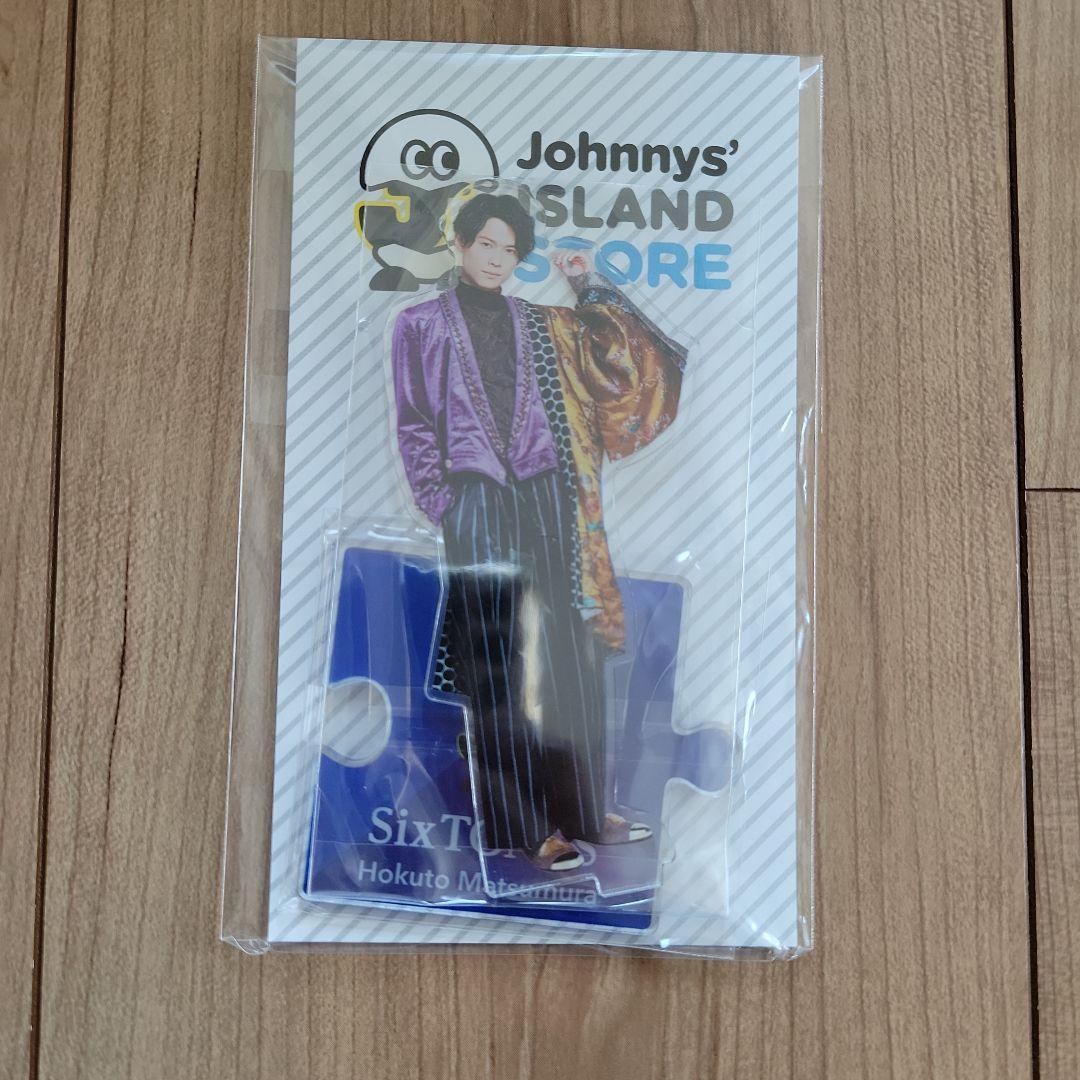 Johnnys'
ISLAND
STORE
SixTONES
Hokuto Matsumura